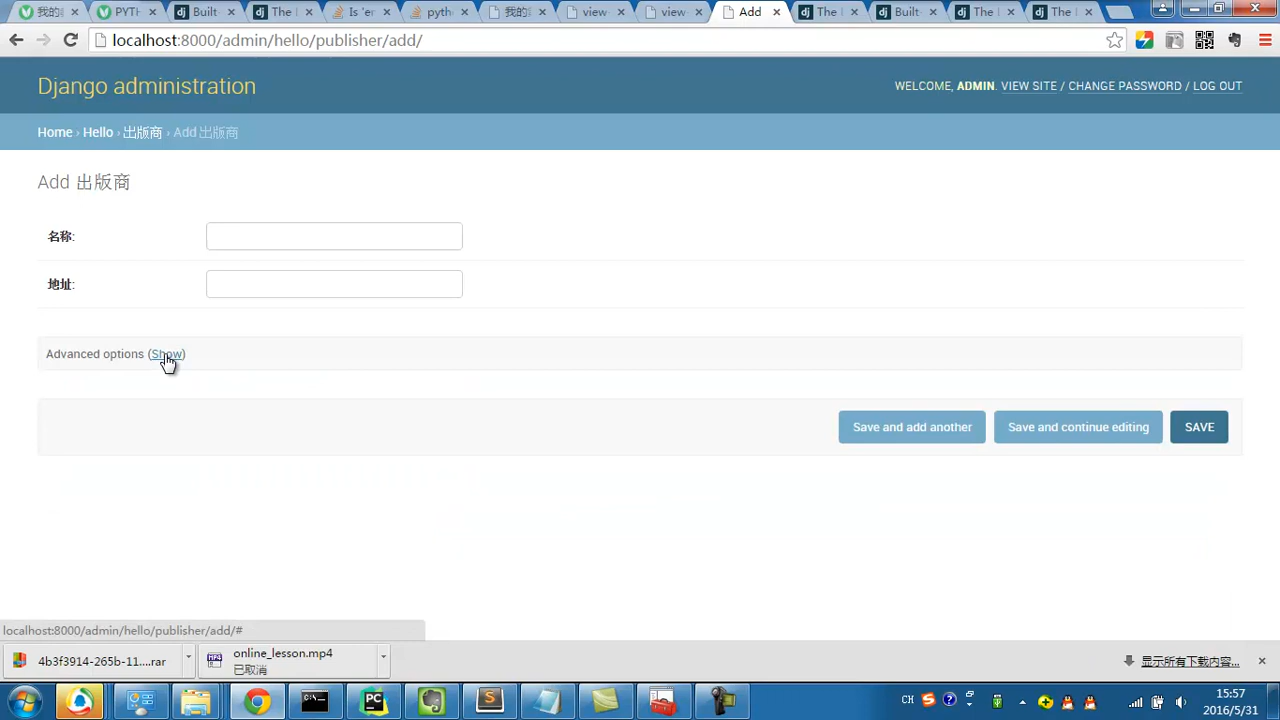 我的
PYTH
Built
The
Is 'er
pyth
我的
view-
view-
Add
The
Built
The
The
localhost:8000/admin/hello/publisher/add/
Django administration
WELCOME, ADMIN. VIEW SITE / CHANGE PASSWORD / LOG OUT
Home › Hello › 出版商 › Add 出版商
Add 出版商
名称:
地址:
Advanced options (Show)
Save and add another
Save and continue editing
SAVE
localhost:8000/admin/hello/publisher/add/#
4b3f3914-265b-11....rar
online_lesson.mp4
已取消
显示所有下载内容...
CH
15:57
2016/5/31